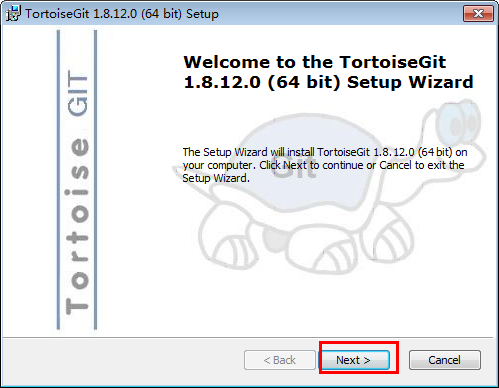 TortoiseGit 1.8.12.0 (64 bit) Setup
Welcome to the TortoiseGit
1.8.12.0 (64 bit) Setup Wizard
The Setup Wizard will install TortoiseGit 1.8.12.0 (64 bit) on
your computer. Click Next to continue or Cancel to exit the
Setup Wizard.
Git
Tortoise GIT
< Back
Next >
Cancel